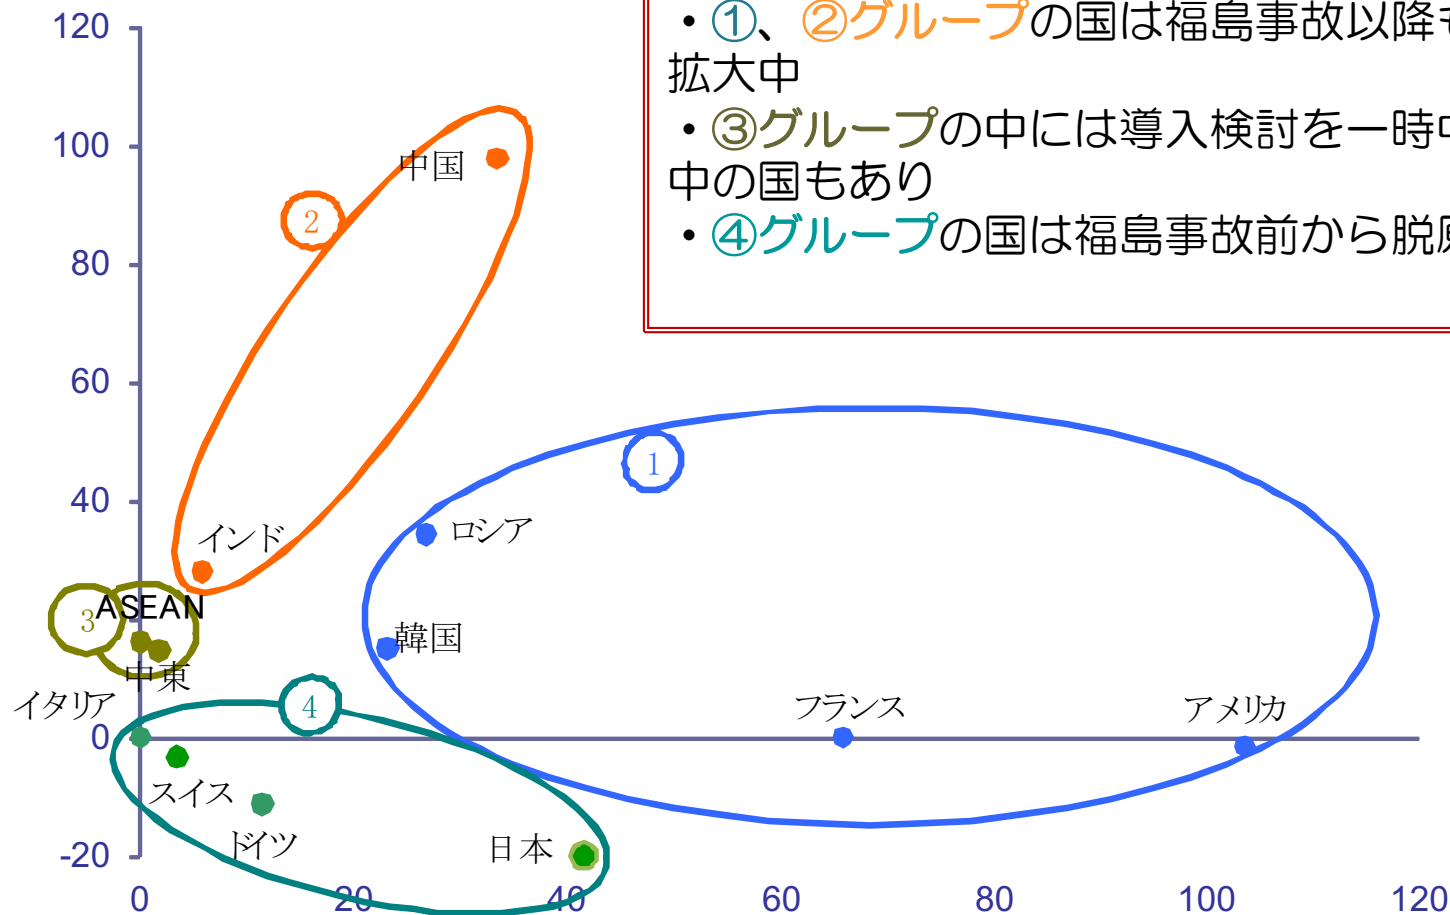 120
・①、②グループの国は福島事故以降も
拡大中
・③グループの中には導入検討を一時中
中の国もあり
・④グループの国は福島事故前から脱原
100
中国
2
80
60
1
40
インド
ロシア
3
ASEAN
韓国
中東
イタリア
4
フランス
アメリカ
0
スイス
ドイツ
日本
-20
0
20
40
60
80
100
120